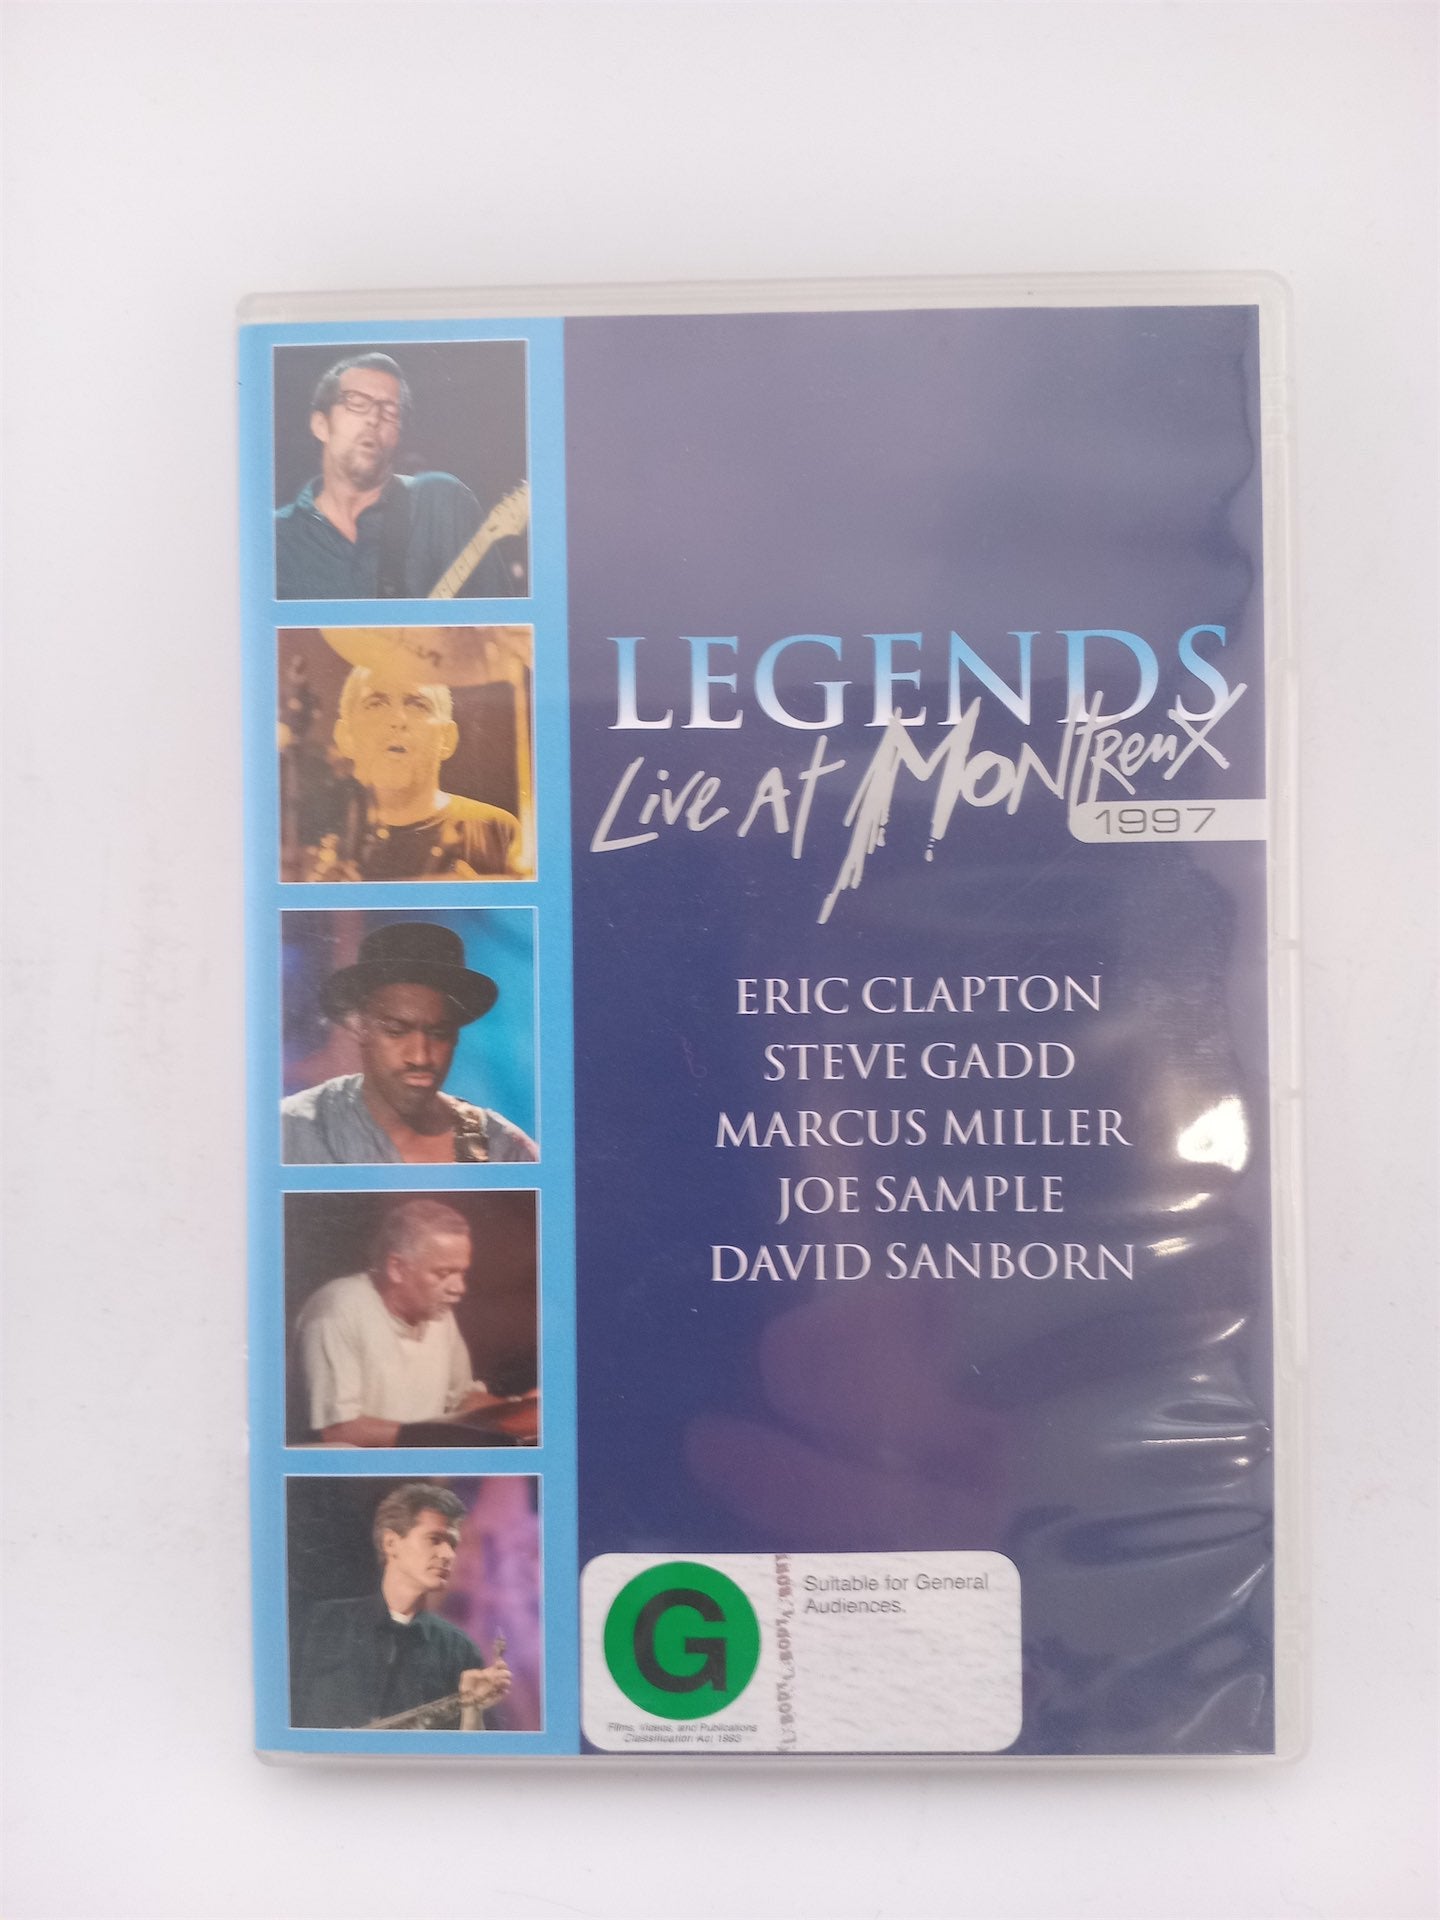 LEGENDS
Live At Montreux
1997
ERIC CLAPTON
STEVE GADD
MARCUS MILLER
JOE SAMPLE
DAVID SANBORN
G
Suitable for General
Audiences.
Films, Videos, and Publications
Classification Act 1993